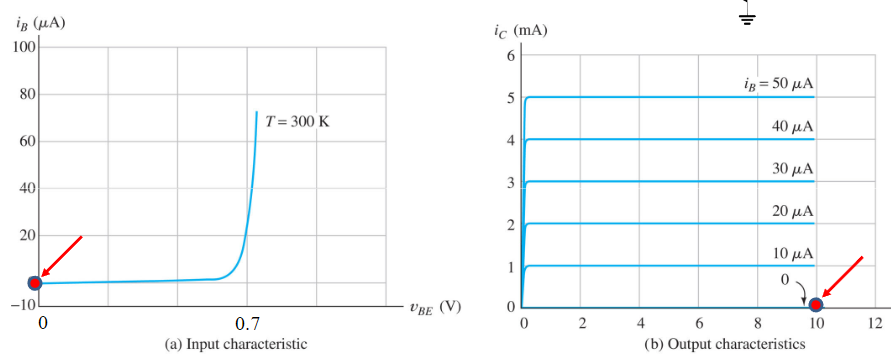 i_B (μA)
100
80
60
40
20
−10
T = 300 K
0
0.7
v_BE (V)
(a) Input characteristic
i_C (mA)
6
5
4
3
2
1
0
i_B = 50 μA
40 μA
30 μA
20 μA
10 μA
0
0
2
4
6
8
10
12
(b) Output characteristics